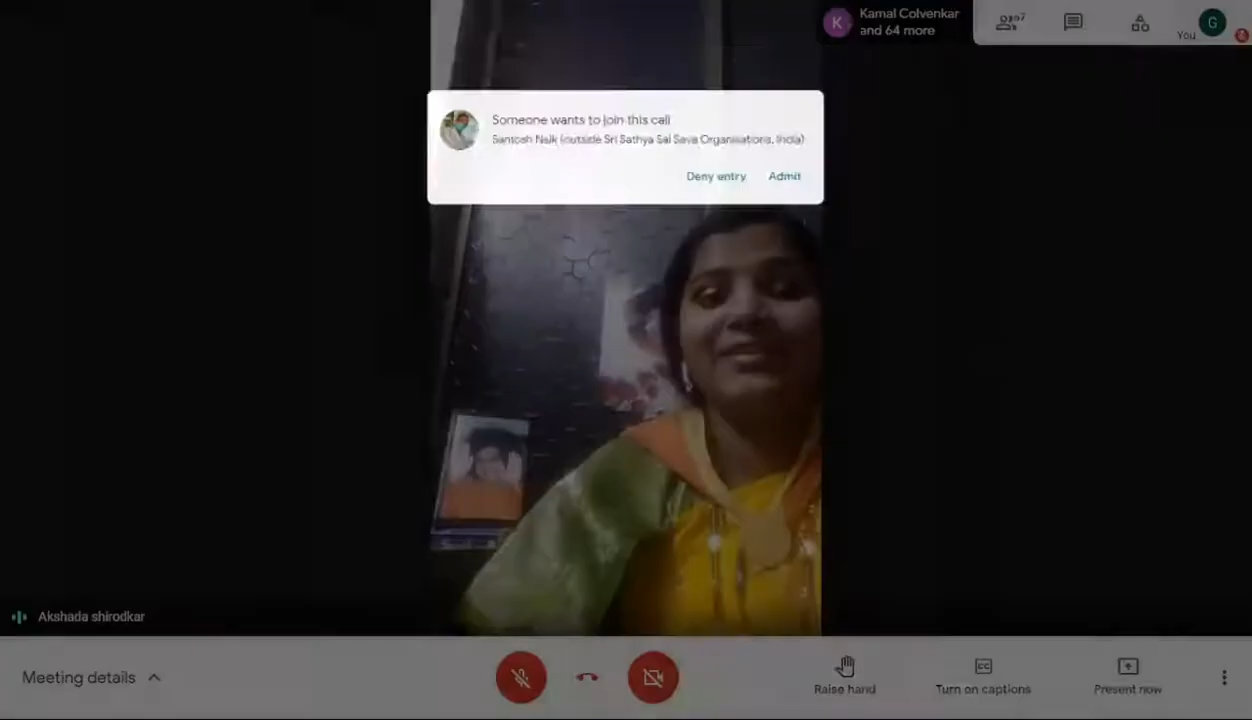 K
Kamal Colvenkar
and 64 more
You
G
Someone wants to join this call
Santosh Naik (outside Sri Sathya Sai Seva Organisations, India)
Deny entry
Admit
Akshada shirodkar
Meeting details
Raise hand
CC
Turn on captions
Present now